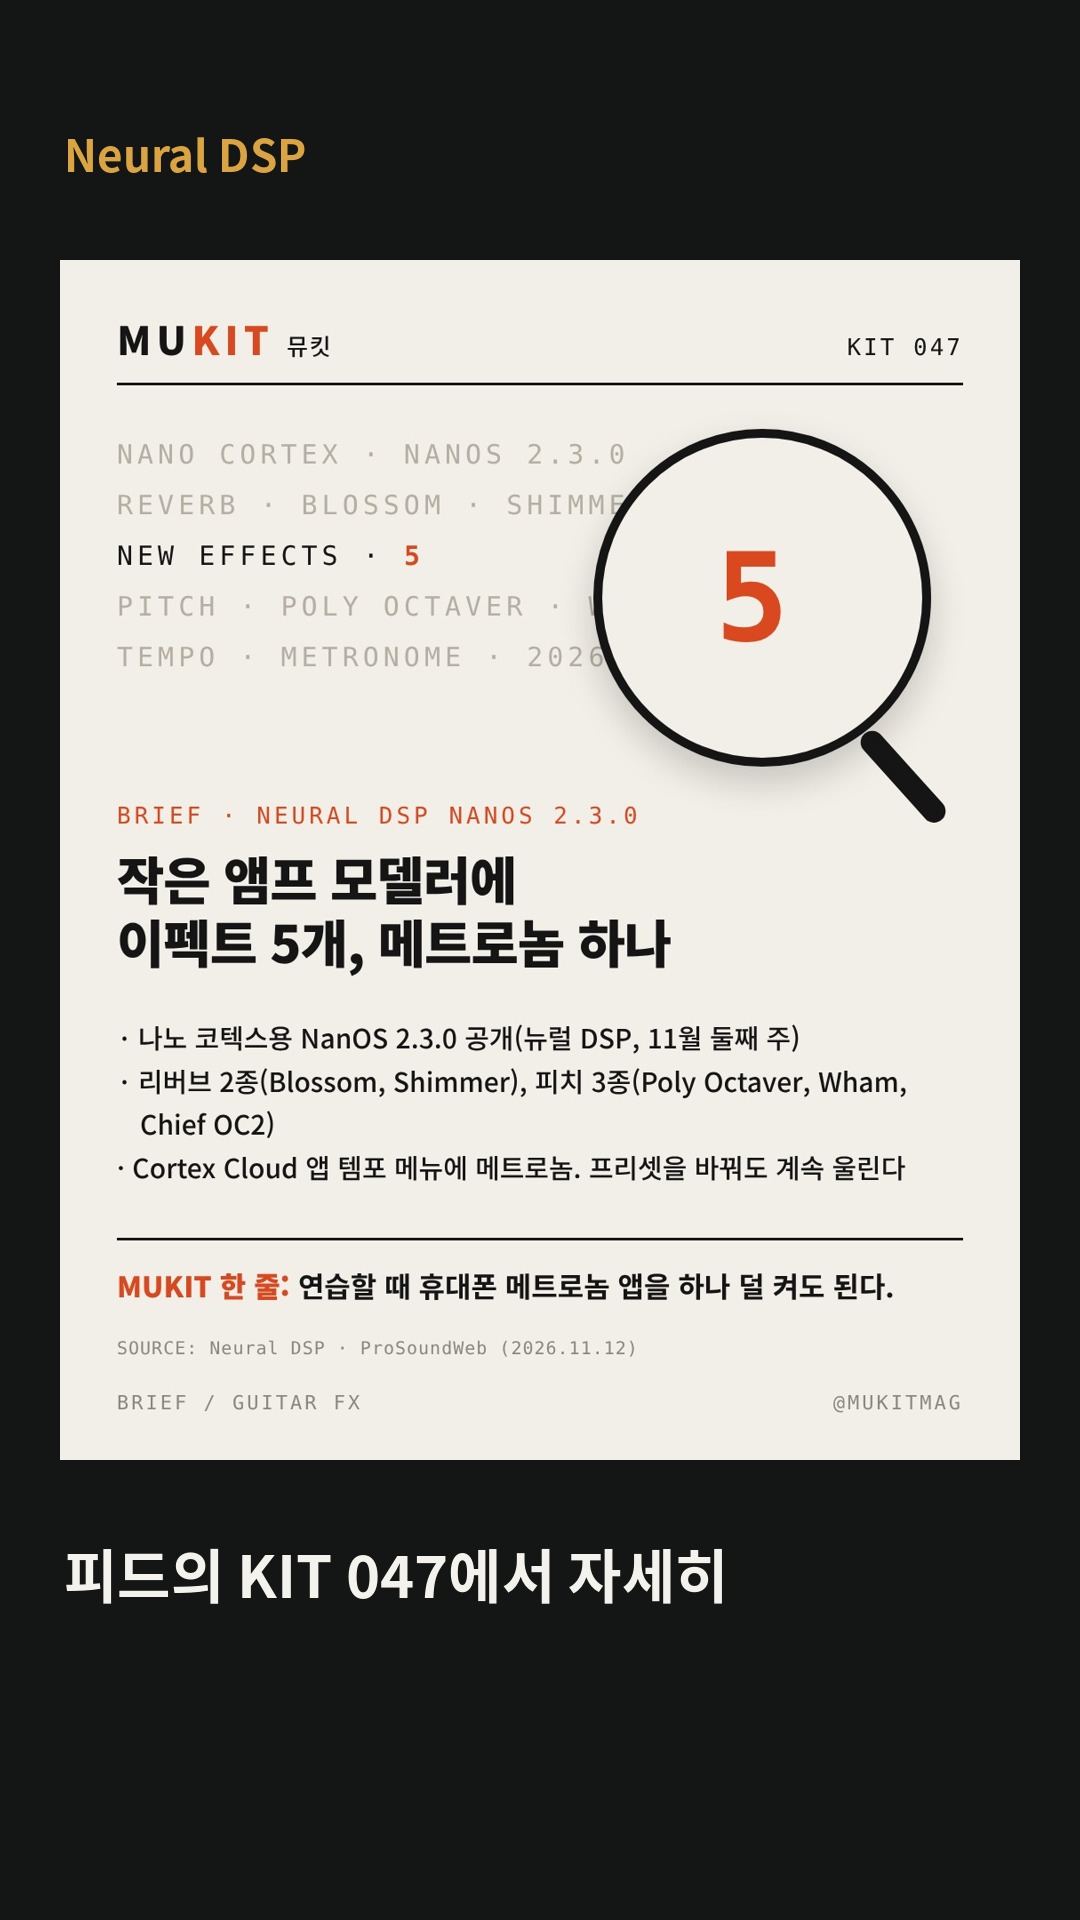 Neural DSP
MUKIT 뮤킷
KIT 047
NANO CORTEX · NANOS 2.3.0
REVERB · BLOSSOM · SHIMME
NEW EFFECTS · 5
PITCH · POLY OCTAVER ·
TEMPO · METRONOME · 2026
5
BRIEF · NEURAL DSP NANOS 2.3.0
작은 앰프 모델러에
이펙트 5개, 메트로놈 하나
· 나노 코텍스용 NanOS 2.3.0 공개(뉴럴 DSP, 11월 둘째 주)
· 리버브 2종(Blossom, Shimmer), 피치 3종(Poly Octaver, Wham,
Chief OC2)
· Cortex Cloud 앱 템포 메뉴에 메트로놈. 프리셋을 바꿔도 계속 울린다
MUKIT 한 줄: 연습할 때 휴대폰 메트로놈 앱을 하나 덜 켜도 된다.
SOURCE: Neural DSP · ProSoundWeb (2026.11.12)
BRIEF / GUITAR FX
@MUKITMAG
피드의 KIT 047에서 자세히